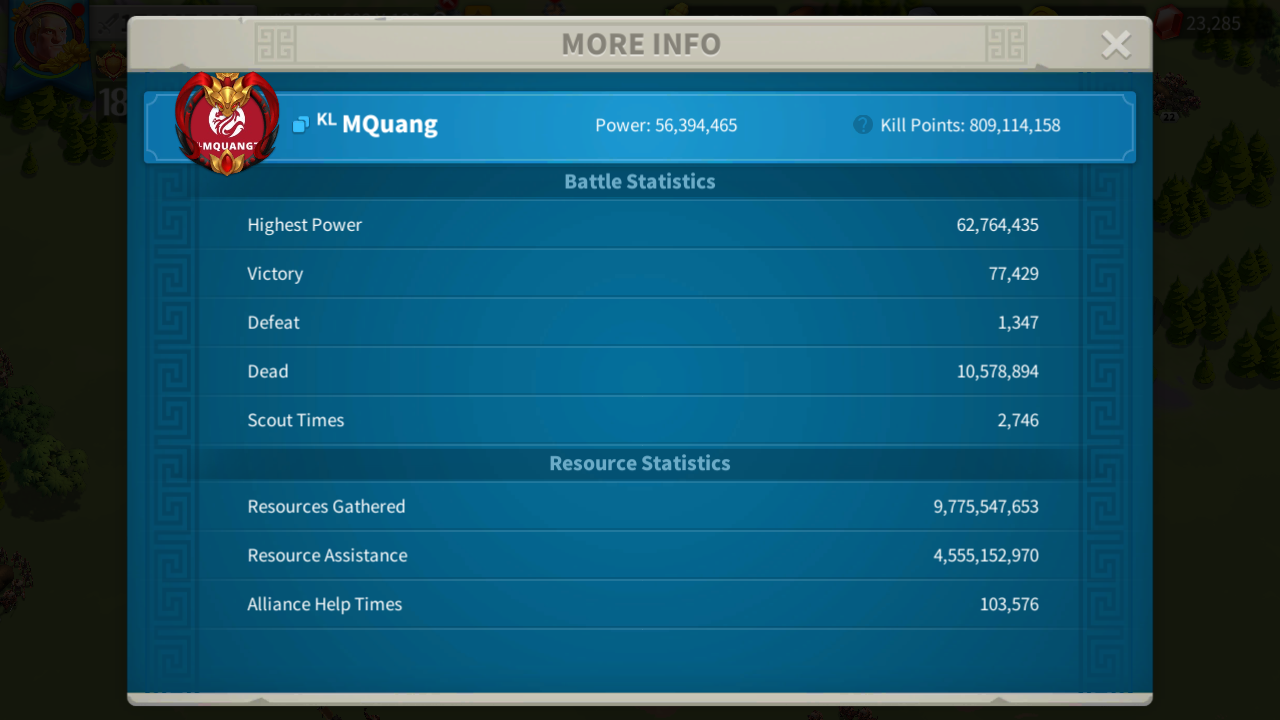 MORE INFO
23,285
18
MQUANG
ᴷᴸ MQuang
Power: 56,394,465
? Kill Points: 809,114,158
Battle Statistics
Highest Power 62,764,435
Victory 77,429
Defeat 1,347
Dead 10,578,894
Scout Times 2,746
Resource Statistics
Resources Gathered 9,775,547,653
Resource Assistance 4,555,152,970
Alliance Help Times 103,576
22